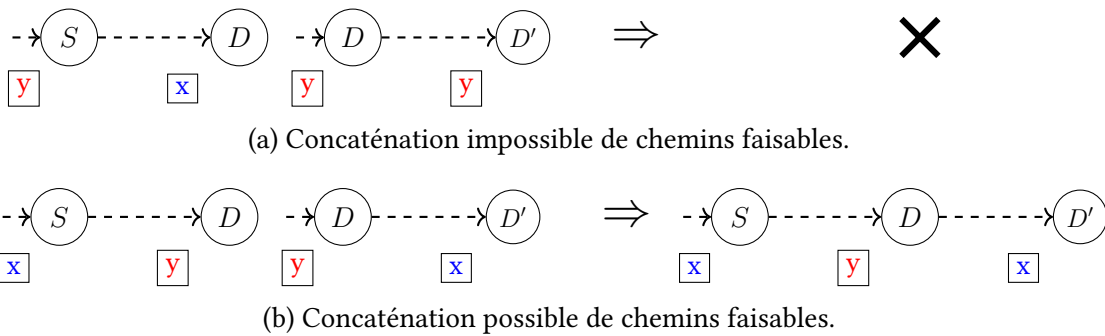 S D D D′ ⇒ ×
y x y y
(a) Concaténation impossible de chemins faisables.
S D D D′ ⇒ S D D′
x y y x x y x
(b) Concaténation possible de chemins faisables.